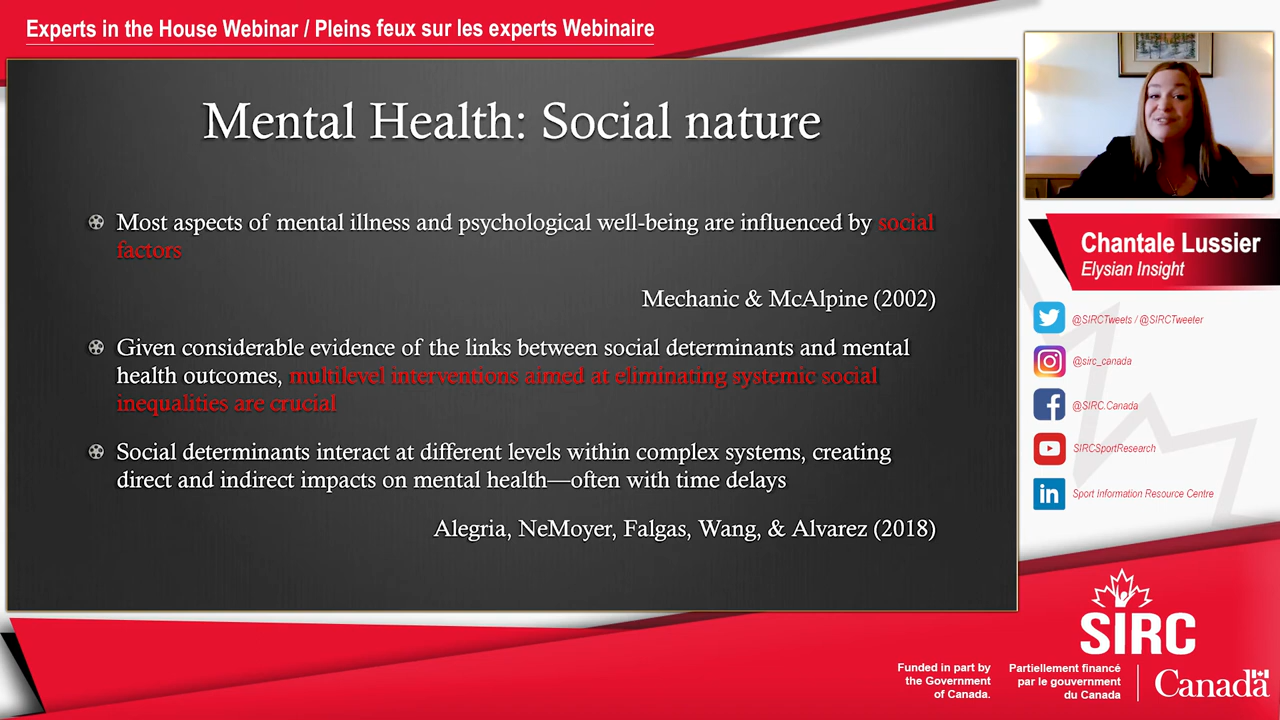 Experts in the House Webinar / Pleins feux sur les experts Webinaire
Mental Health: Social nature
Most aspects of mental illness and psychological well-being are influenced by social
factors
Mechanic & McAlpine (2002)
Given considerable evidence of the links between social determinants and mental
health outcomes, multilevel interventions aimed at eliminating systemic social
inequalities are crucial
Social determinants interact at different levels within complex systems, creating
direct and indirect impacts on mental health—often with time delays
Alegria, NeMoyer, Falgas, Wang, & Alvarez (2018)
Chantale Lussier
Elysian Insight
@SIRCTweets / @SIRCTweeter
@sirc_canada
@SIRC.Canada
SIRCSportResearch
in
Sport Information Resource Centre
SIRC
Funded in part by
the Government
of Canada.
Partiellement financé
par le gouvernment
du Canada
Canada